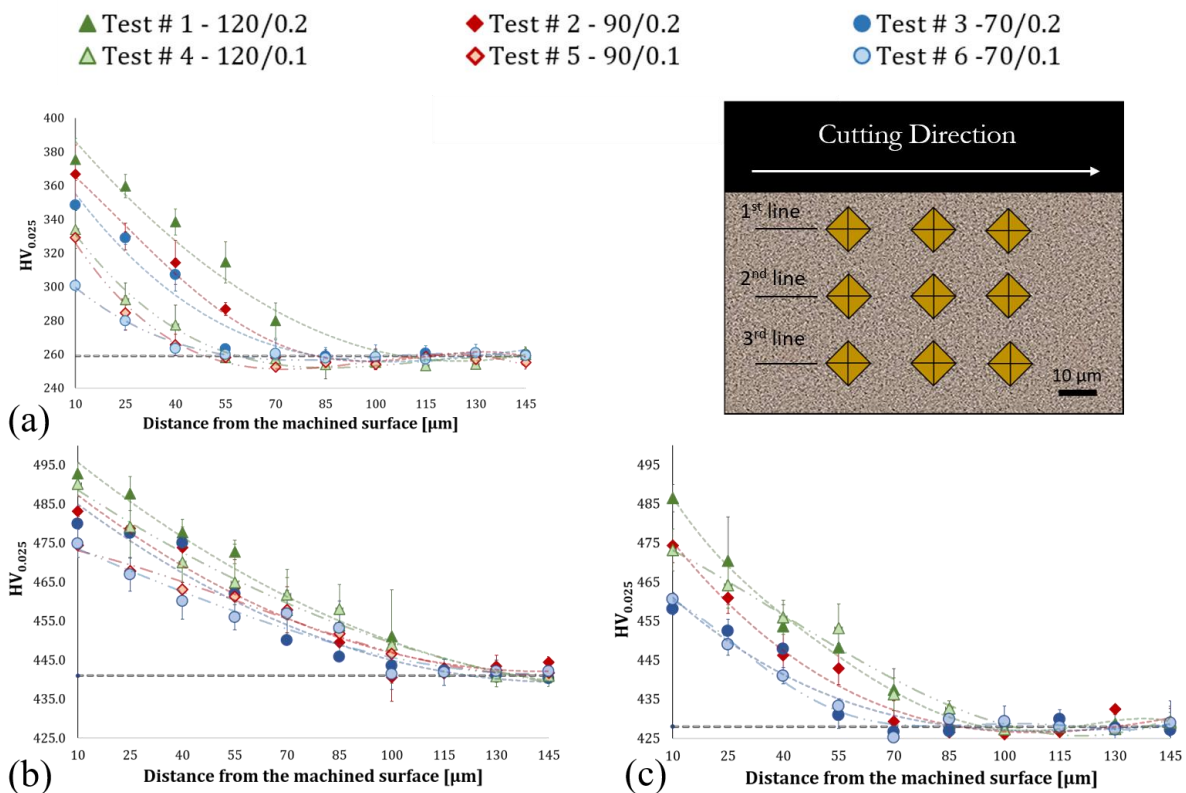 Test # 1 - 120/0.2
Test # 2 - 90/0.2
Test # 3 -70/0.2
Test # 4 - 120/0.1
Test # 5 - 90/0.1
Test # 6 -70/0.1
400
380
360
340
320
300
280
260
240
HV0.025
10 25 40 55 70 85 100 115 130 145
Distance from the machined surface [µm]
(a)
Cutting Direction
1st line
2nd line
3rd line
10 µm
495.0
485.0
475.0
465.0
455.0
445.0
435.0
425.0
HV0.025
10 25 40 55 70 85 100 115 130 145
Distance from the machined surface [µm]
(b)
495
485
475
465
455
445
435
425
HV0.025
10 25 40 55 70 85 100 115 130 145
Distance from the machined surface [µm]
(c)